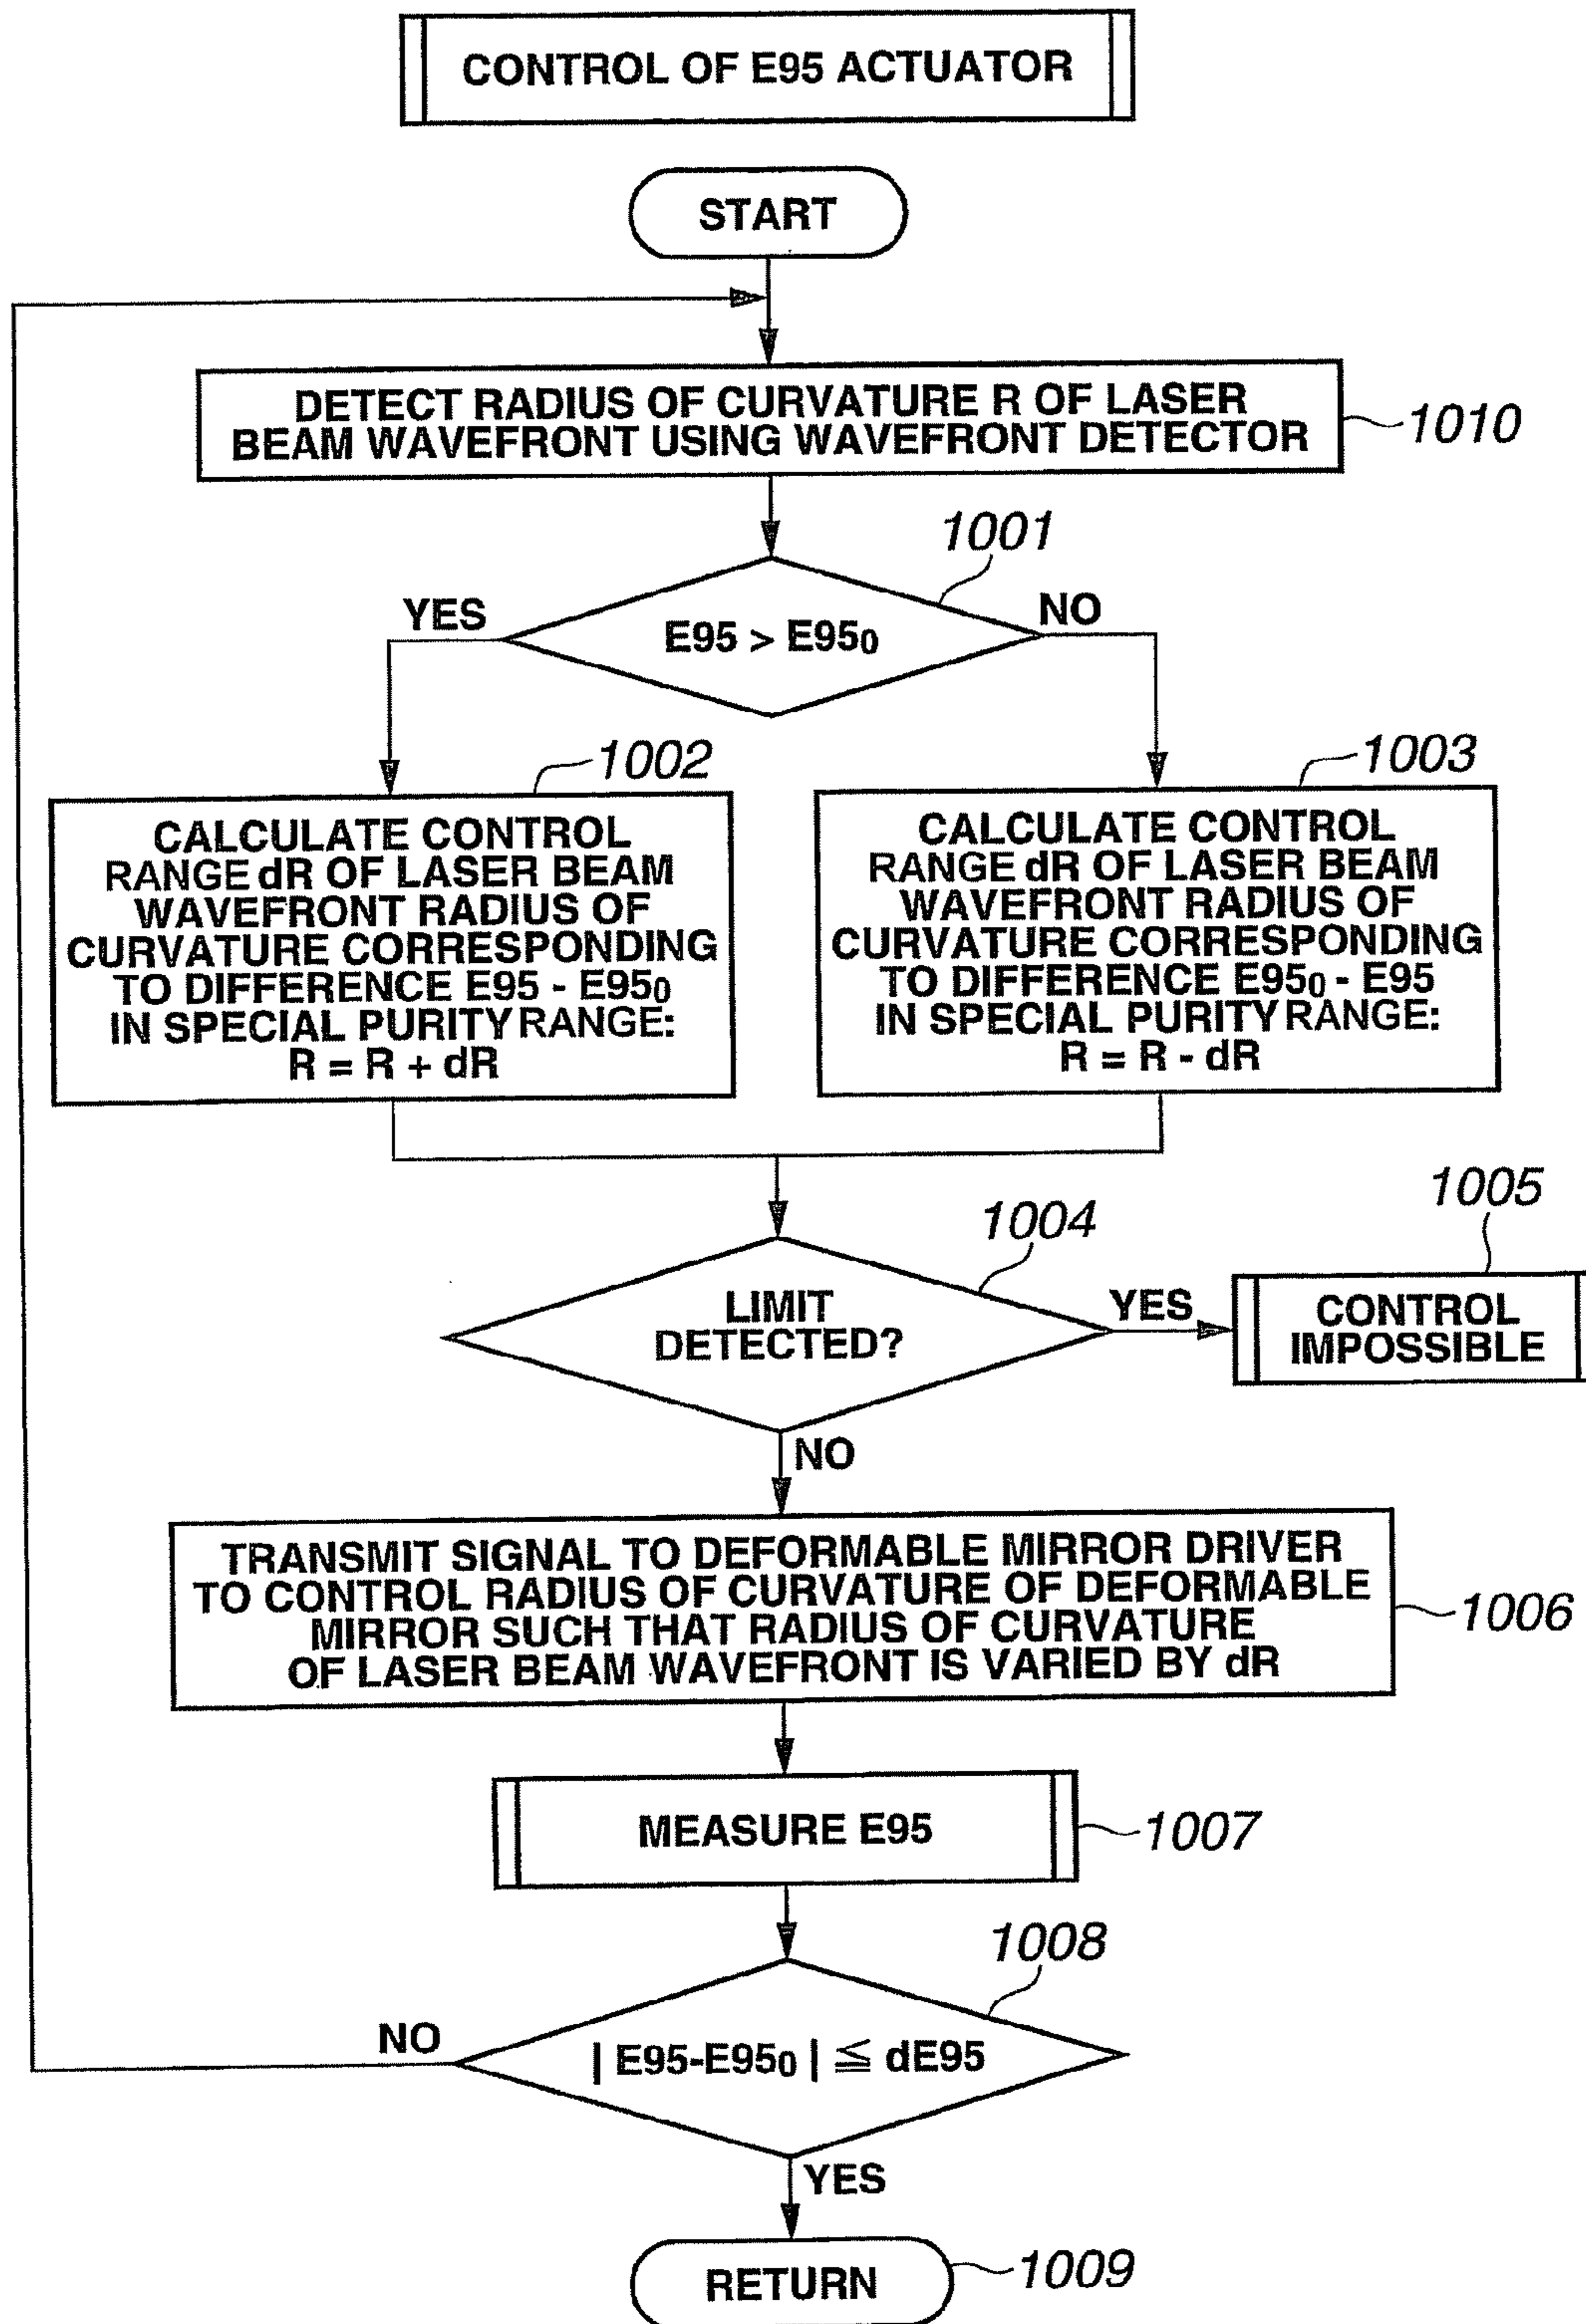 CONTROL OF E95 ACTUATOR
START
DETECT RADIUS OF CURVATURE R OF LASER
BEAM WAVEFRONT USING WAVEFRONT DETECTOR
1010
1001
YES
E95 > E95₀
NO
1002
CALCULATE CONTROL
RANGE dR OF LASER BEAM
WAVEFRONT RADIUS OF
CURVATURE CORRESPONDING
TO DIFFERENCE E95 - E95₀
IN SPECIAL PURITY RANGE:
R = R + dR
1003
CALCULATE CONTROL
RANGE dR OF LASER BEAM
WAVEFRONT RADIUS OF
CURVATURE CORRESPONDING
TO DIFFERENCE E95₀ - E95
IN SPECIAL PURITY RANGE:
R = R - dR
1004
LIMIT
DETECTED?
YES
1005
CONTROL
IMPOSSIBLE
NO
TRANSMIT SIGNAL TO DEFORMABLE MIRROR DRIVER
TO CONTROL RADIUS OF CURVATURE OF DEFORMABLE
MIRROR SUCH THAT RADIUS OF CURVATURE
OF LASER BEAM WAVEFRONT IS VARIED BY dR
1006
MEASURE E95
1007
1008
NO
| E95-E95₀ | ≦ dE95
YES
RETURN
1009